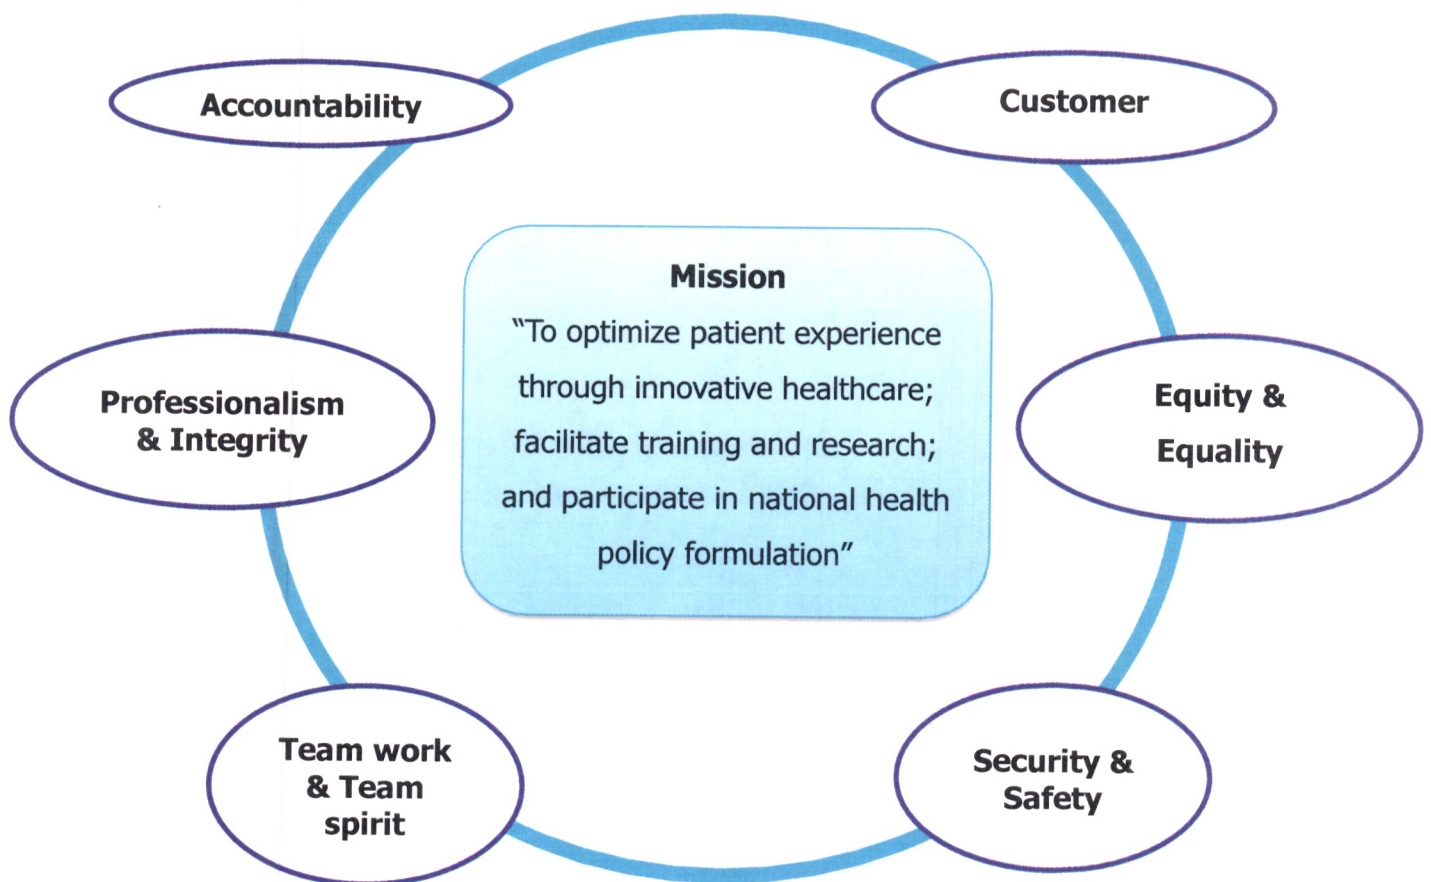 Accountability
Customer
Mission
“To optimize patient experience
through innovative healthcare;
facilitate training and research;
and participate in national health
policy formulation”
Professionalism
& Integrity
Equity &
Equality
Team work
& Team
spirit
Security &
Safety